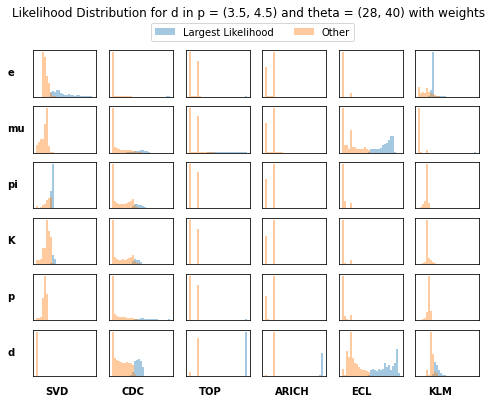 Likelihood Distribution for d in p = (3.5, 4.5) and theta = (28, 40) with weights
Largest Likelihood Other
e
mu
pi
K
p
d
SVD CDC TOP ARICH ECL KLM